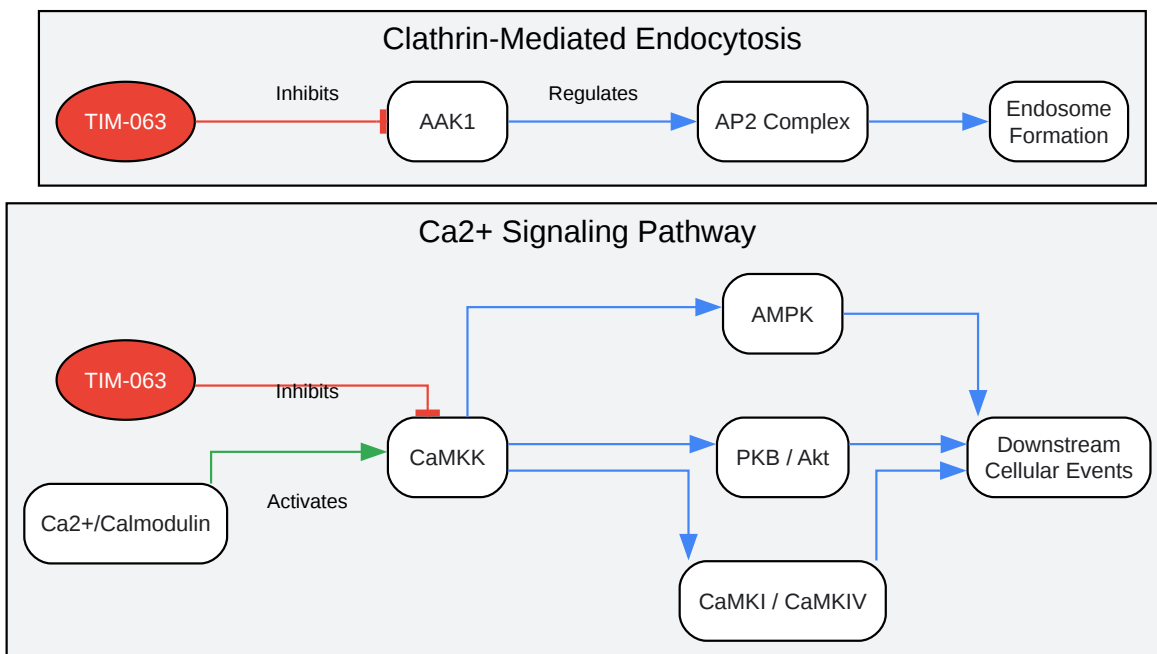 Clathrin-Mediated Endocytosis
TIM-063
Inhibits
AAK1
Regulates
AP2 Complex
Endosome
Formation
Ca2+ Signaling Pathway
AMPK
TIM-063
Inhibits
CaMKK
PKB / Akt
Downstream
Cellular Events
Activates
Ca2+/Calmodulin
CaMKI / CaMKIV